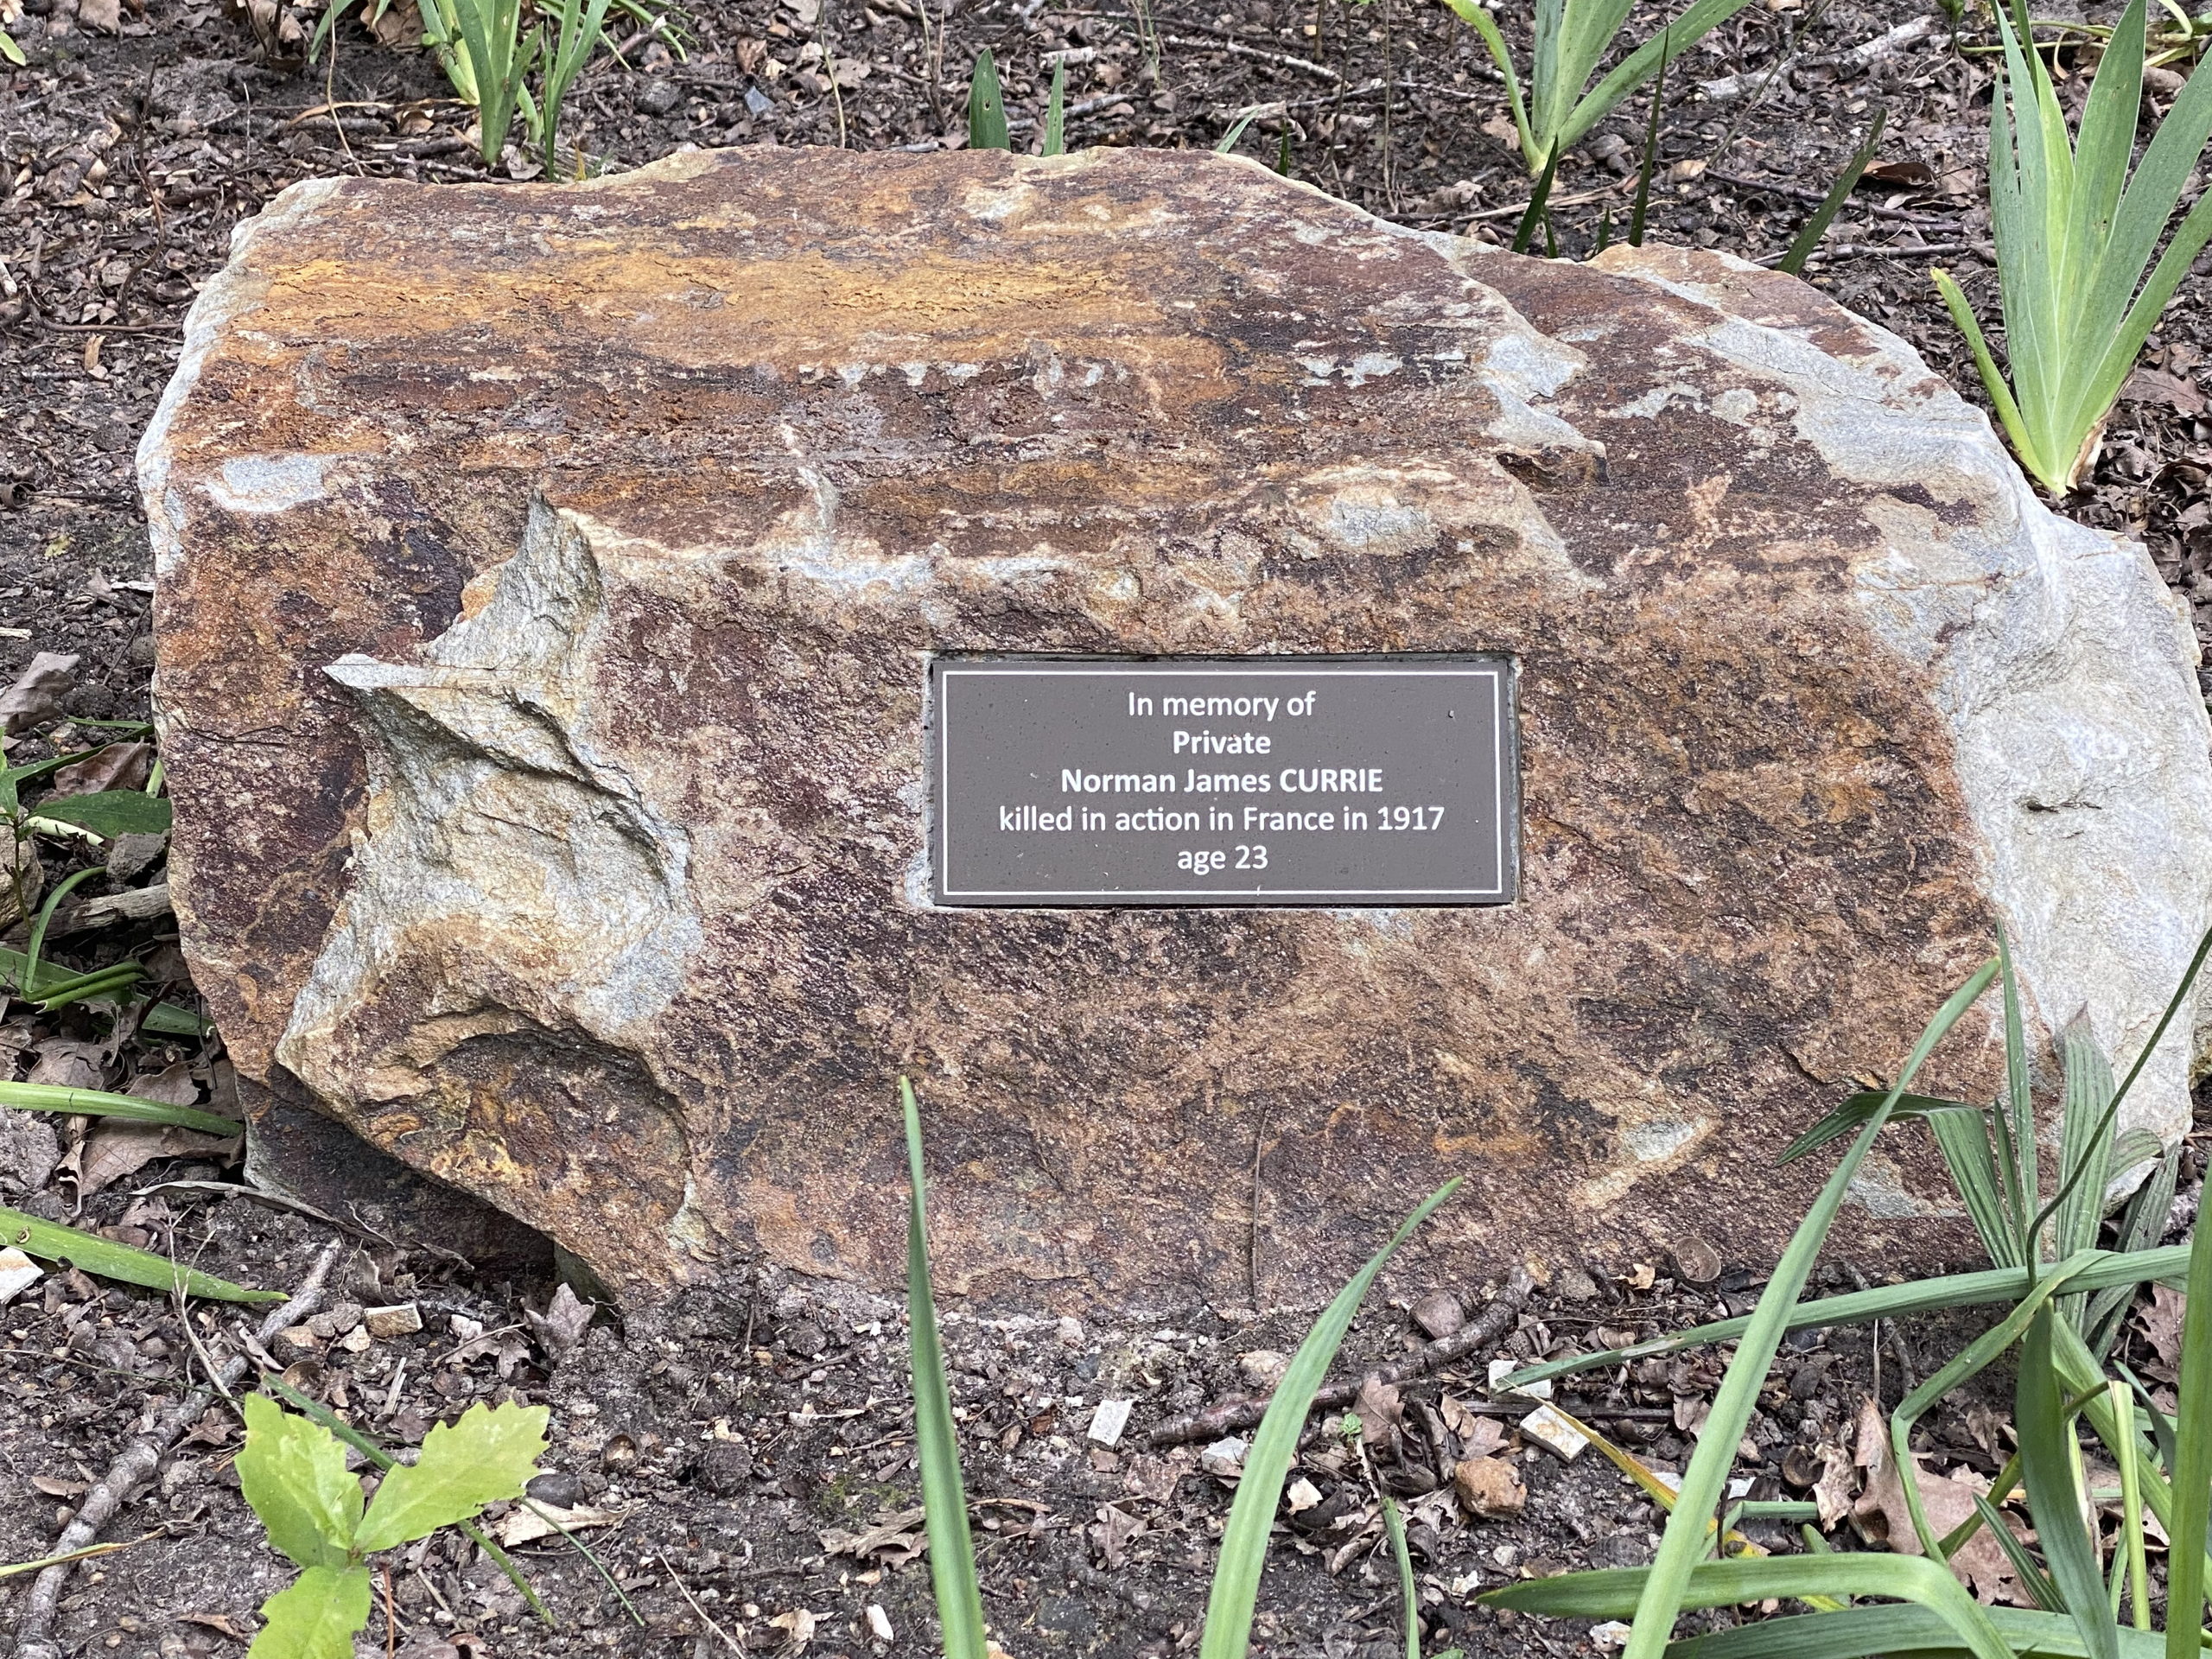 In memory of
Private
Norman James CURRIE
killed in action in France in 1917
age 23